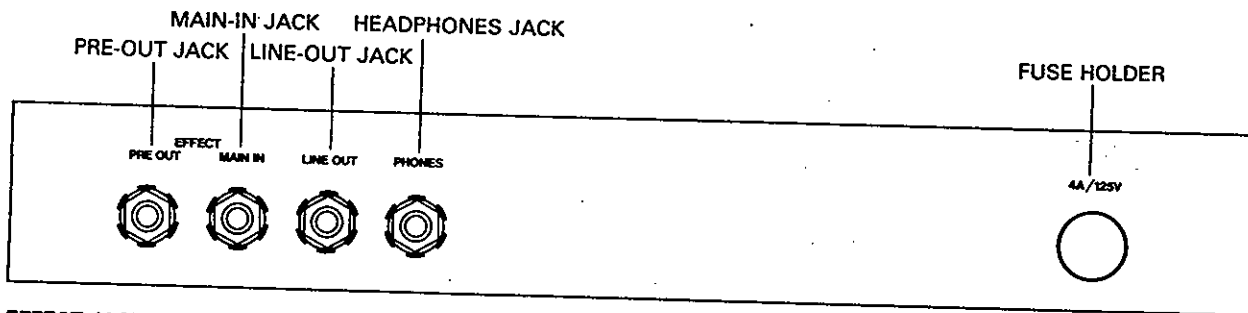 MAIN-IN JACK HEADPHONES JACK
PRE-OUT JACK LINE-OUT JACK
FUSE HOLDER
EFFECT
PRE OUT MAIN IN LINE OUT PHONES
4A/125V